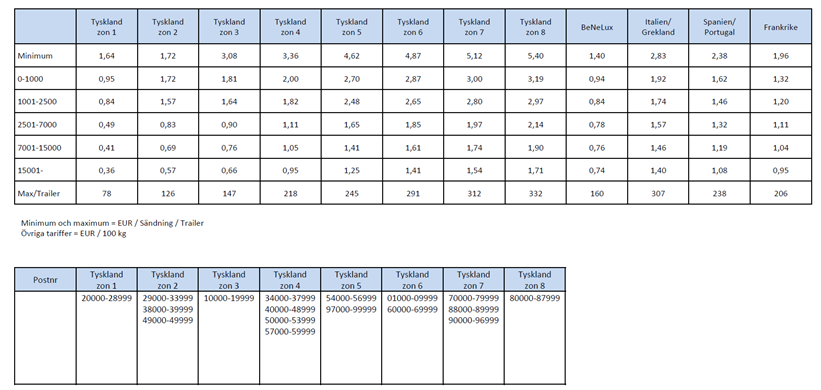 Tyskland zon 1 Tyskland zon 2 Tyskland zon 3 Tyskland zon 4 Tyskland zon 5 Tyskland zon 6 Tyskland zon 7 Tyskland zon 8 BeNeLux Italien/ Grekland Spanien/ Portugal Frankrike
Minimum 1,64 1,72 3,08 3,36 4,62 4,87 5,12 5,40 1,40 2,83 2,38 1,96
0-1000 0,95 1,72 1,81 2,00 2,70 2,87 3,00 3,19 0,94 1,92 1,62 1,32
1001-2500 0,84 1,57 1,64 1,82 2,48 2,65 2,80 2,97 0,84 1,74 1,46 1,20
2501-7000 0,49 0,83 0,90 1,11 1,65 1,85 1,97 2,14 0,78 1,57 1,32 1,11
7001-15000 0,41 0,69 0,76 1,05 1,41 1,61 1,74 1,90 0,76 1,46 1,19 1,04
15001- 0,36 0,57 0,66 0,95 1,25 1,41 1,54 1,71 0,74 1,40 1,08 0,95
Max/Trailer 78 126 147 218 245 291 312 332 160 307 238 206
Minimum och maximum = EUR / Sändning / Trailer
Övriga tariffer = EUR / 100 kg
Postnr Tyskland zon 1 Tyskland zon 2 Tyskland zon 3 Tyskland zon 4 Tyskland zon 5 Tyskland zon 6 Tyskland zon 7 Tyskland zon 8
20000-28999 29000-33999 10000-19999 34000-37999 54000-56999 01000-09999 70000-79999 80000-87999
38000-39999 40000-48999 97000-99999 60000-69999 88000-89999
49000-49999 50000-53999 90000-96999
57000-59999